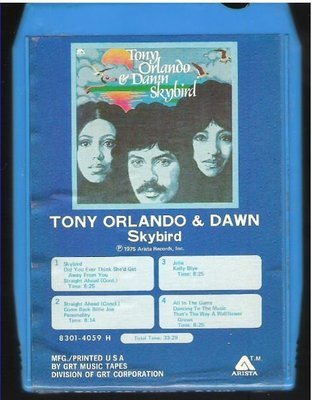 Tony
Orlando
& Dawn
Skybird
TONY ORLANDO & DAWN
Skybird
Ⓟ 1975 Arista Records, Inc.
1 Skybird
Did You Ever Think She'd Get
Away From You
Straight Ahead (Cont.)
Time: 8:25
2 Straight Ahead (Concl.)
Come Back Billie Joe
Personality
Time: 8:14
3 Jolie
Kelly Blye
Time: 8:25
4 All In The Game
Dancing To The Music
That's The Way A Wallflower
Grows
Time: 8:25
8301-4059 H
Total Time: 33:29
MFG./PRINTED U S A
BY GRT MUSIC TAPES
DIVISION OF GRT CORPORATION
T.M.
ARISTA